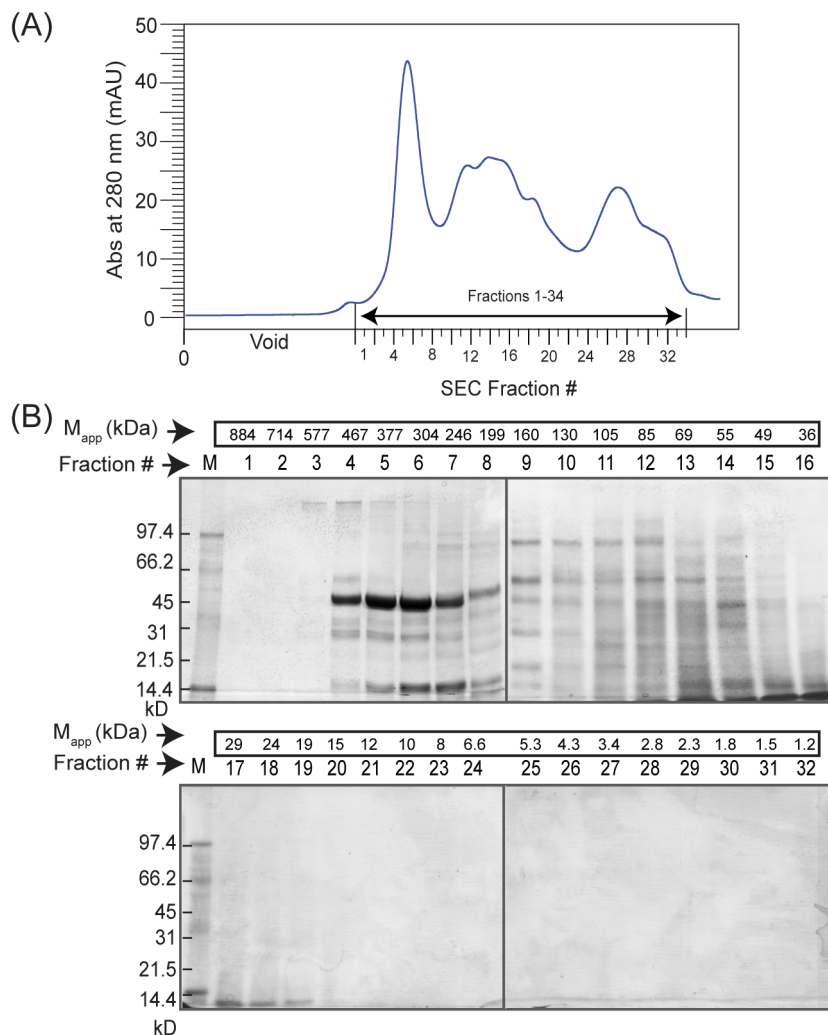 (A)
50
40
30
20
10
0
Abs at 280 nm (mAU)
Fractions 1-34
0
Void
1 4 8 12 16 20 24 28 32
SEC Fraction #
(B)
Mapp (kDa)
884 714 577 467 377 304 246 199 160 130 105 85 69 55 49 36
Fraction # M 1 2 3 4 5 6 7 8 9 10 11 12 13 14 15 16
97.4
66.2
45
31
21.5
14.4
kD
Mapp (kDa)
29 24 19 15 12 10 8 6.6 5.3 4.3 3.4 2.8 2.3 1.8 1.5 1.2
Fraction # M 17 18 19 20 21 22 23 24 25 26 27 28 29 30 31 32
97.4
66.2
45
31
21.5
14.4
kD